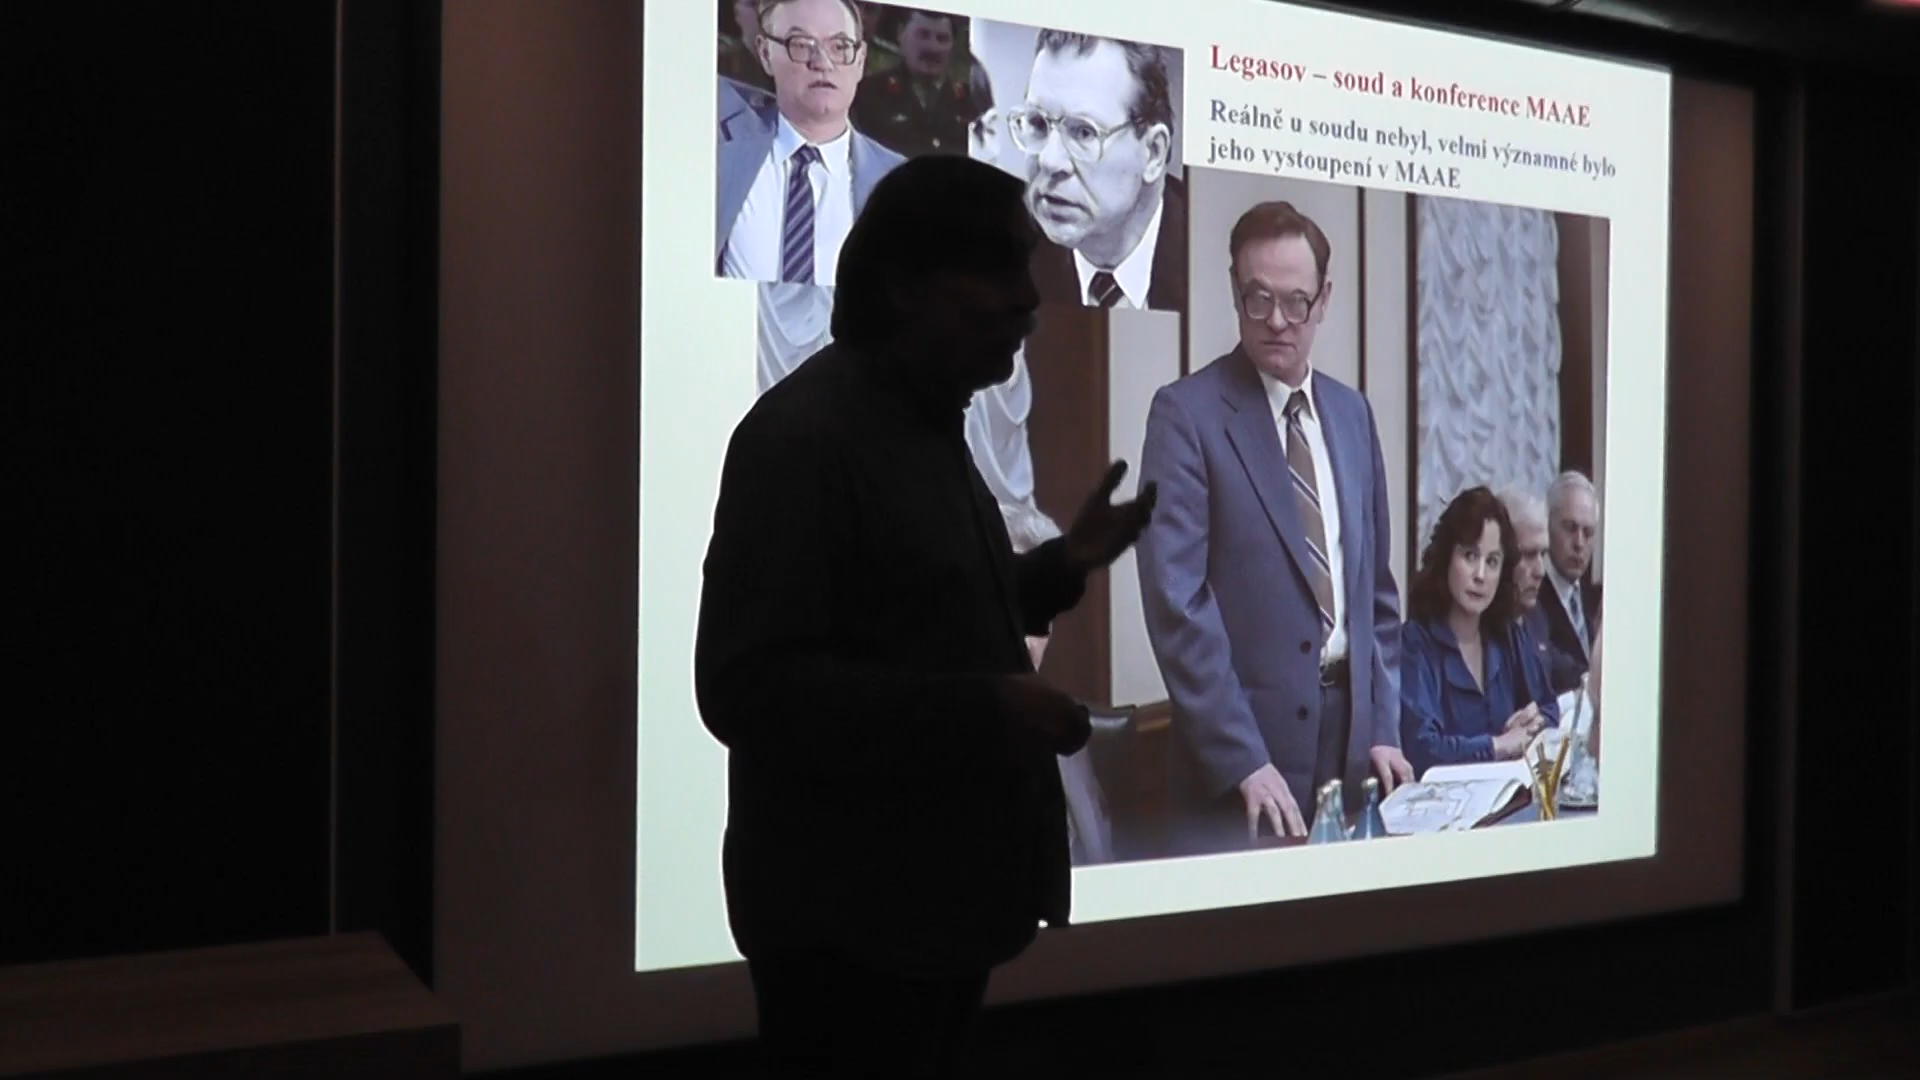 Legasov – soud a konference MAAE
Reálně u soudu nebyl, velmi významné bylo
jeho vystoupení v MAAE